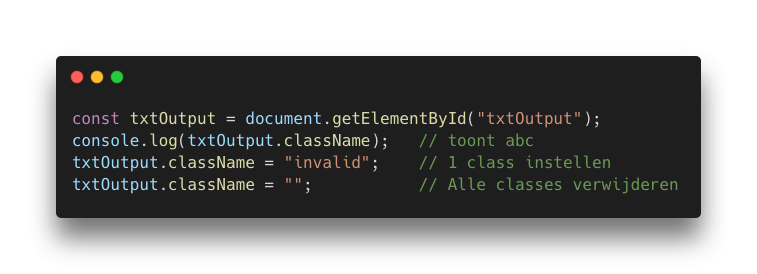 const txtOutput = document.getElementById("txtOutput");
console.log(txtOutput.className);   // toont abc
txtOutput.className = "invalid";    // 1 class instellen
txtOutput.className = "";           // Alle classes verwijderen